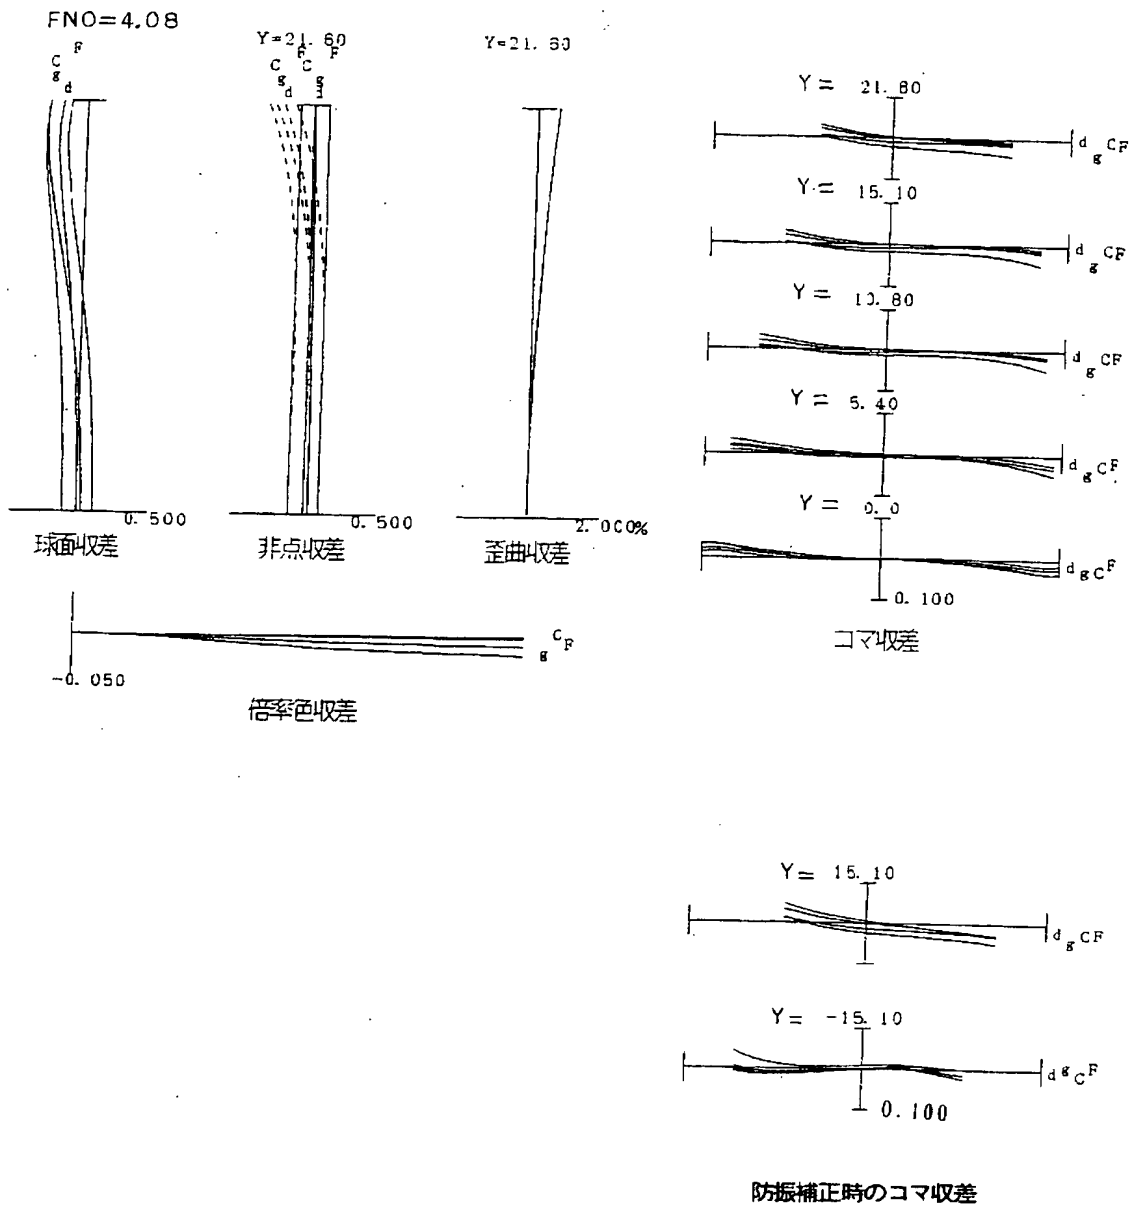 FNO=4.08
C
g
d
F
Y=21.60
C
g
d
F
F
C
g
d
F
Y=21.60
0.500
球面収差
0.500
非点収差
2.000%
歪曲収差
-0.050
C
F
g
倍率色収差
Y= 21.60
d g C F
Y= 15.10
d g C F
Y= 10.80
d g C F
Y= 5.40
d g C F
Y= 0.0
d g C F
0.100
コマ収差
Y= 15.10
d g C F
Y= -15.10
d g C F
0.100
防振補正時のコマ収差